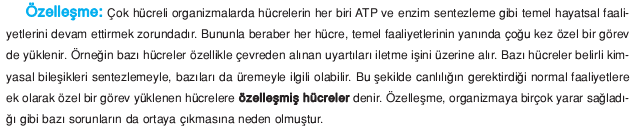 Özelleşme: Çok hücreli organizmalarda hücrelerin her biri ATP ve enzim sentezleme gibi temel hayatsal faali-
yetlerini devam ettirmek zorundadır. Bununla beraber her hücre, temel faaliyetlerinin yanında çoğu kez özel bir görev
de yüklenir. Örneğin bazı hücreler özellikle çevreden alınan uyartıları iletme işini üzerine alır. Bazı hücreler belirli kim-
yasal bileşikleri sentezlemeyle, bazıları da üremeyle ilgili olabilir. Bu şekilde canlılığın gerektirdiği normal faaliyetlere
ek olarak özel bir görev yüklenen hücrelere özelleşmiş hücreler denir. Özelleşme, organizmaya birçok yarar sağladı-
ğı gibi bazı sorunların da ortaya çıkmasına neden olmuştur.